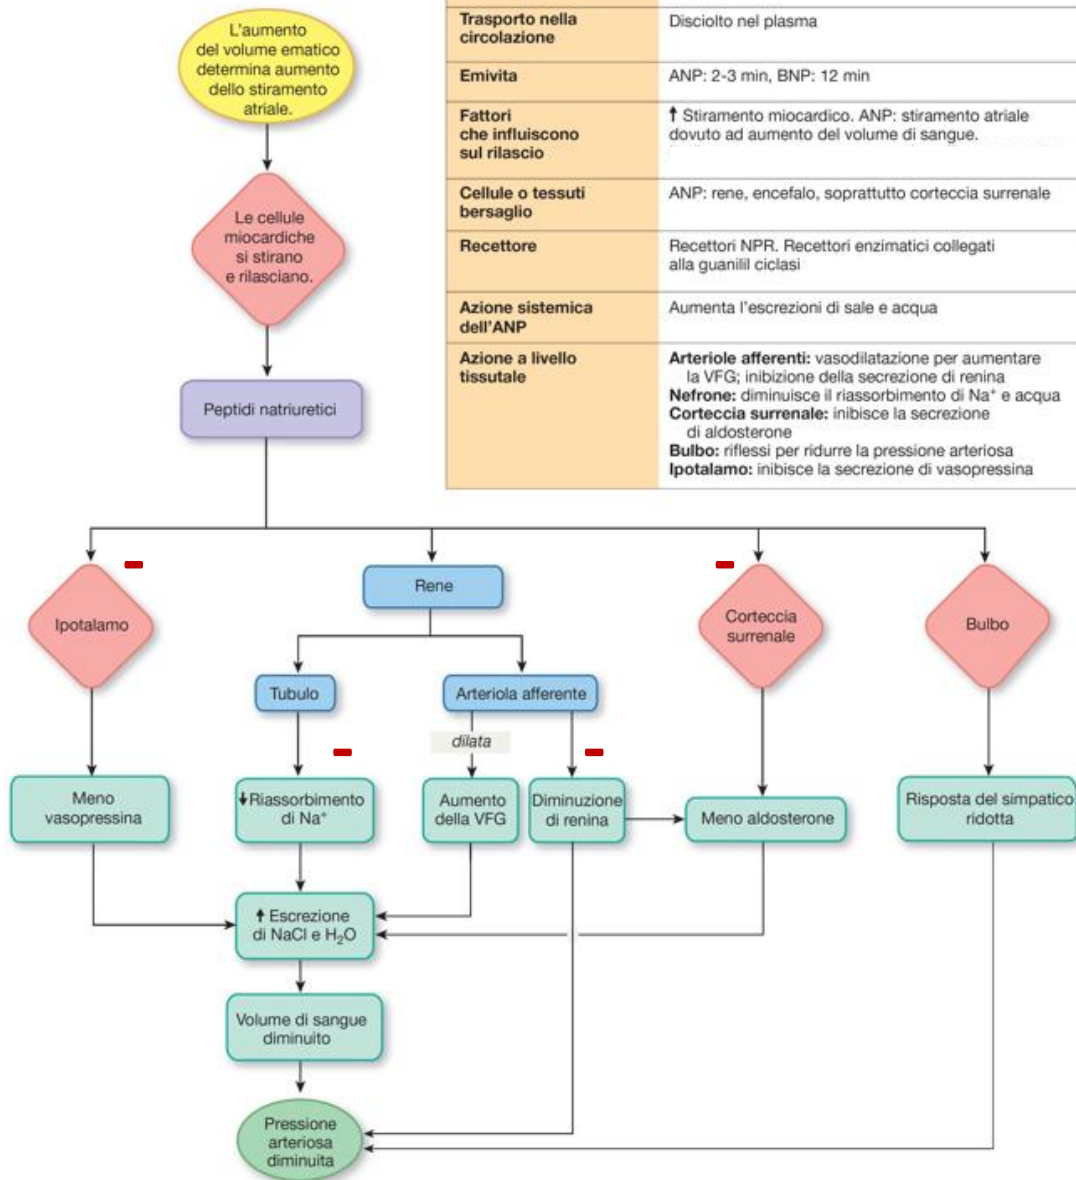 L'aumento
del volume ematico
determina aumento
dello stiramento
atriale.
Le cellule
miocardiche
si stirano
e rilasciano.
Peptidi natriuretici
Trasporto nella
circolazione
Disciolto nel plasma
Emivita
ANP: 2-3 min, BNP: 12 min
Fattori
che influiscono
sul rilascio
↑ Stiramento miocardico. ANP: stiramento atriale
dovuto ad aumento del volume di sangue.
Cellule o tessuti
bersaglio
ANP: rene, encefalo, soprattutto corteccia surrenale
Recettore
Recettori NPR. Recettori enzimatici collegati
alla guanilil ciclasi
Azione sistemica
dell'ANP
Aumenta l'escrezioni di sale e acqua
Azione a livello
tissutale
Arteriole afferenti: vasodilatazione per aumentare
la VFG; inibizione della secrezione di renina
Nefrone: diminuisce il riassorbimento di Na⁺ e acqua
Corteccia surrenale: inibisce la secrezione
di aldosterone
Bulbo: riflessi per ridurre la pressione arteriosa
Ipotalamo: inibisce la secrezione di vasopressina
Ipotalamo
Rene
Corteccia
surrenale
Bulbo
Tubulo
Arteriola afferente
dilata
Meno
vasopressina
↓Riassorbimento
di Na⁺
Aumento
della VFG
Diminuzione
di renina
Meno aldosterone
Risposta del simpatico
ridotta
↑ Escrezione
di NaCl e H₂O
Volume di sangue
diminuito
Pressione
arteriosa
diminuita